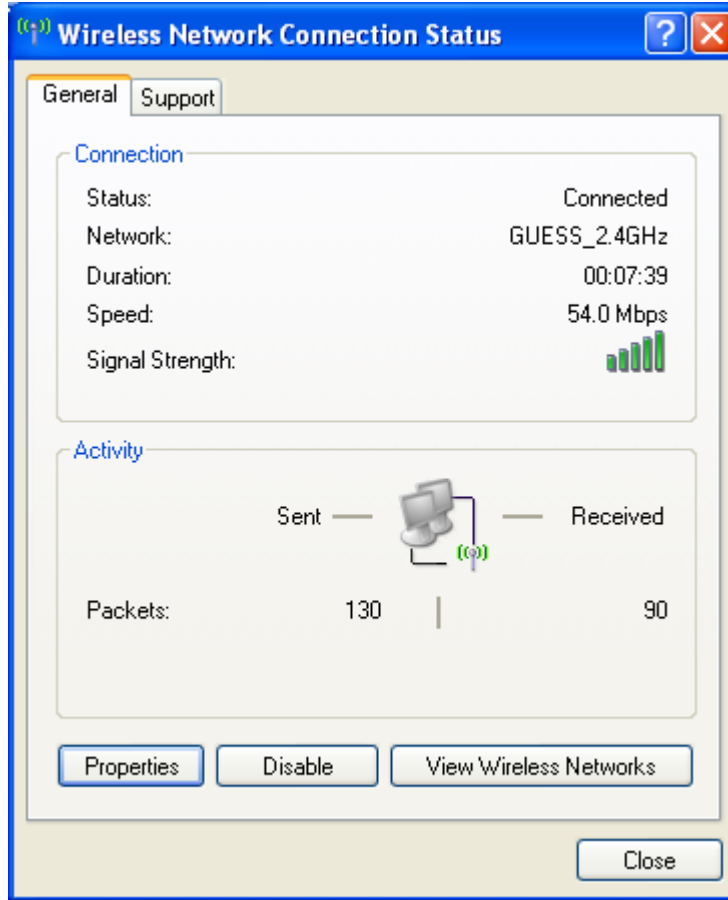 Wireless Network Connection Status
General Support
Connection
Status: Connected
Network: GUESS_2.4GHz
Duration: 00:07:39
Speed: 54.0 Mbps
Signal Strength:
Activity
Sent Received
Packets: 130 90
Properties Disable View Wireless Networks
Close